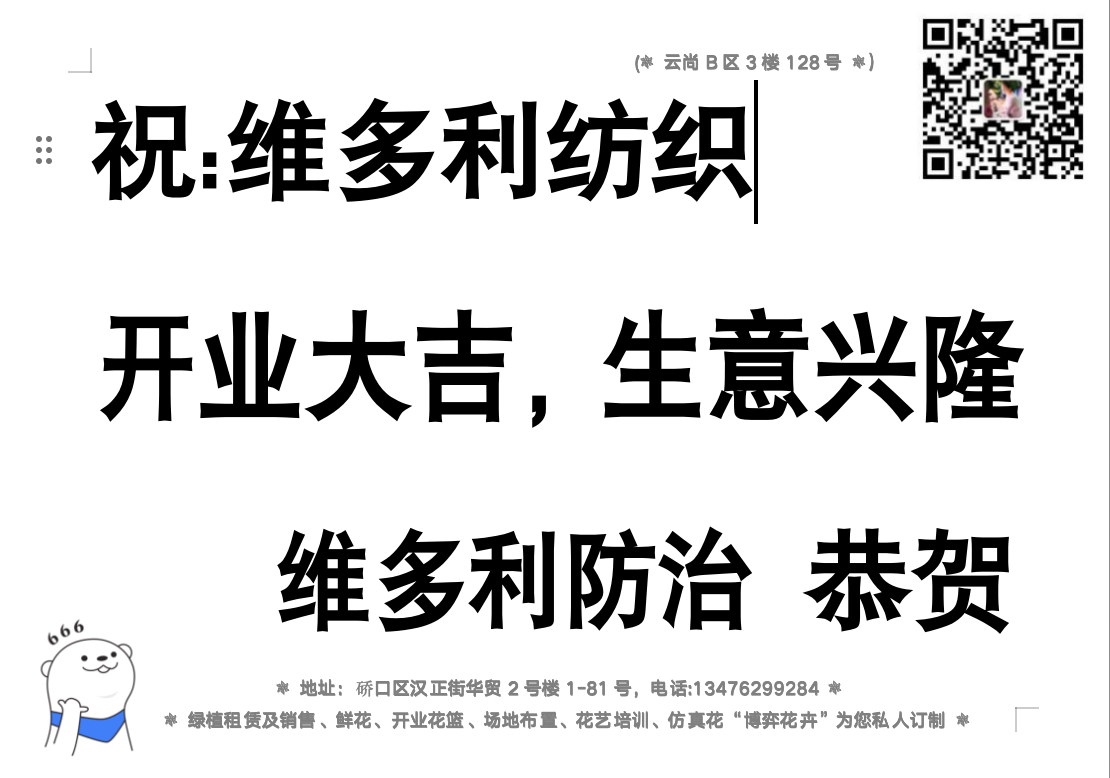 (✲ 云尚 B 区 3 楼 128 号 ✲)
祝:维多利纺织
开业大吉，生意兴隆
维多利防治 恭贺
666
✲ 地址：硚口区汉正街华贸 2 号楼 1-81 号，电话:13476299284 ✲
✲ 绿植租赁及销售、鲜花、开业花篮、场地布置、花艺培训、仿真花“博弈花卉”为您私人订制 ✲